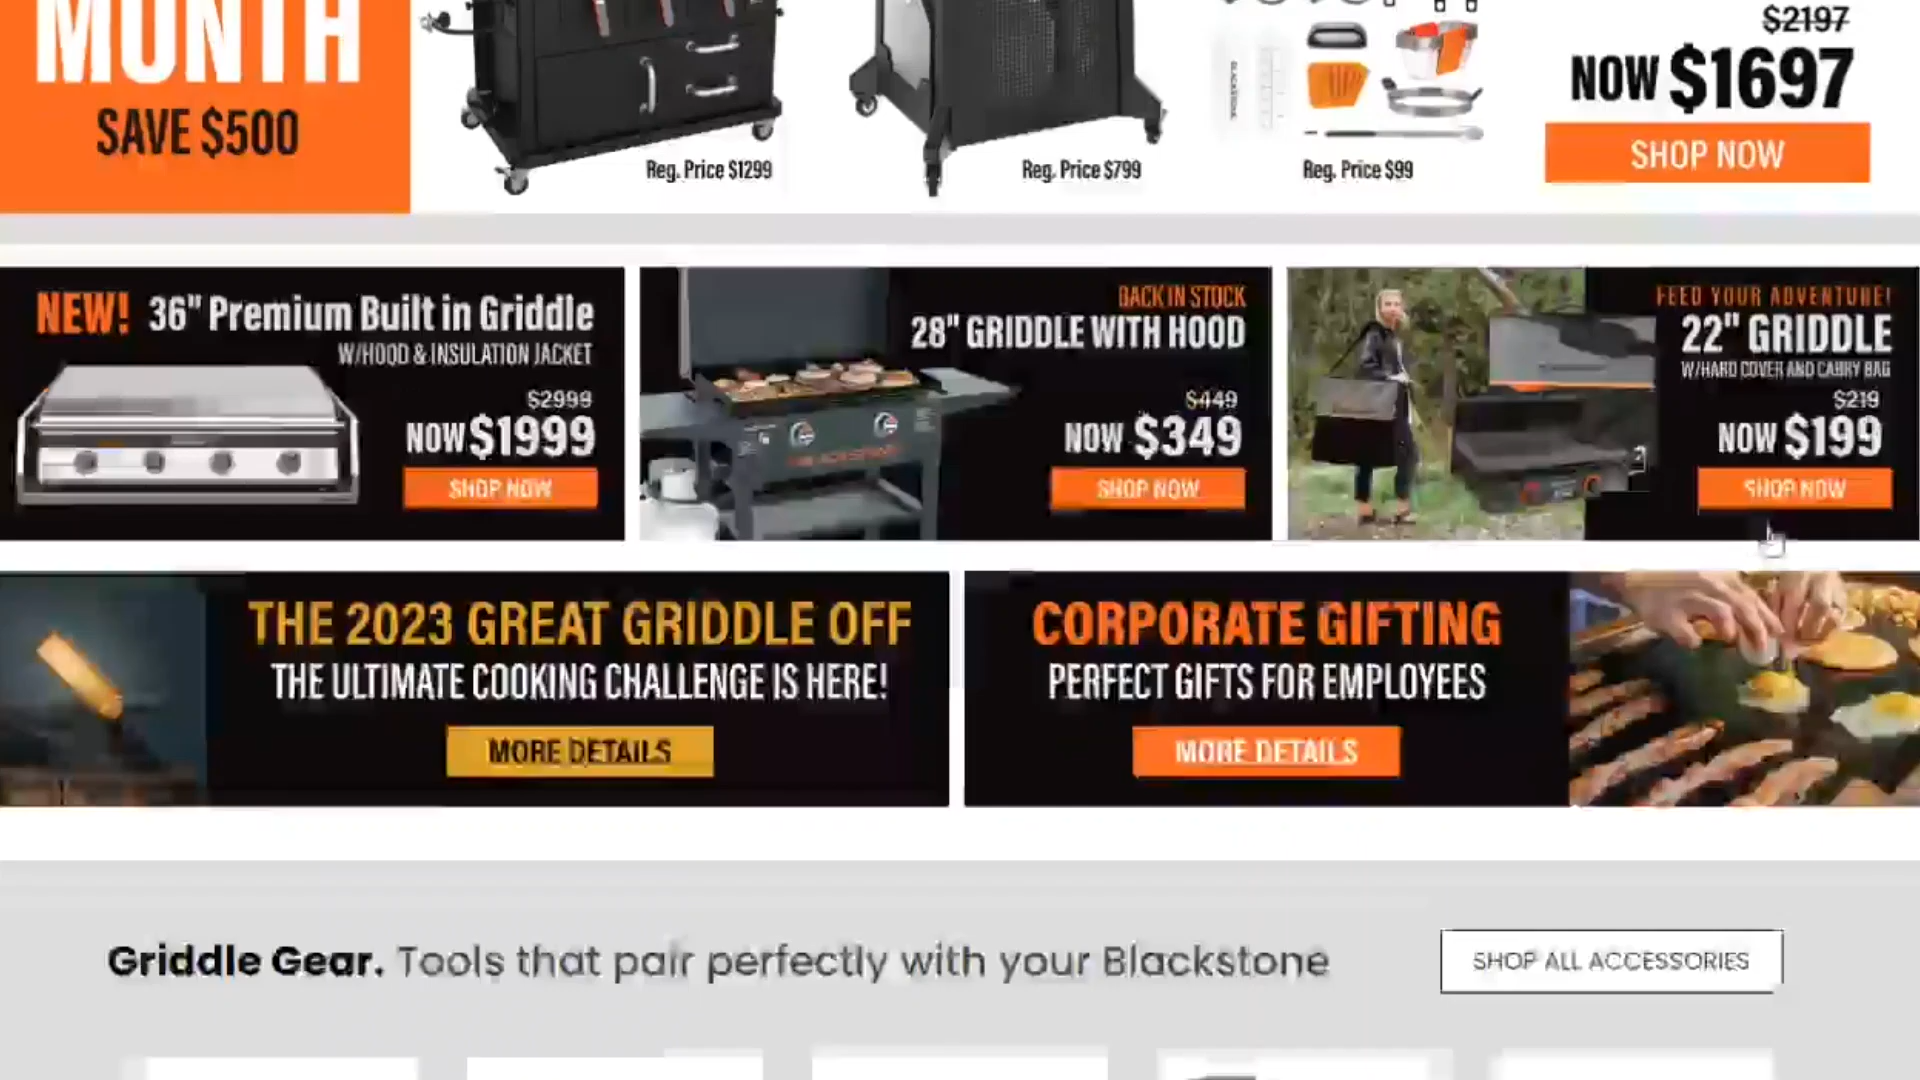 MONTH
SAVE $500
Reg. Price $1299
Reg. Price $799
Reg. Price $99
$2197
NOW $1697
SHOP NOW
NEW! 36" Premium Built in Griddle
W/HOOD & INSULATION JACKET
$2999
NOW $1999
SHOP NOW
BACK IN STOCK
28" GRIDDLE WITH HOOD
$449
NOW $349
SHOP NOW
FEED YOUR ADVENTURE!
22" GRIDDLE
W/HARD COVER AND CARRY BAG
$219
NOW $199
SHOP NOW
THE 2023 GREAT GRIDDLE OFF
THE ULTIMATE COOKING CHALLENGE IS HERE!
MORE DETAILS
CORPORATE GIFTING
PERFECT GIFTS FOR EMPLOYEES
MORE DETAILS
Griddle Gear. Tools that pair perfectly with your Blackstone
SHOP ALL ACCESSORIES